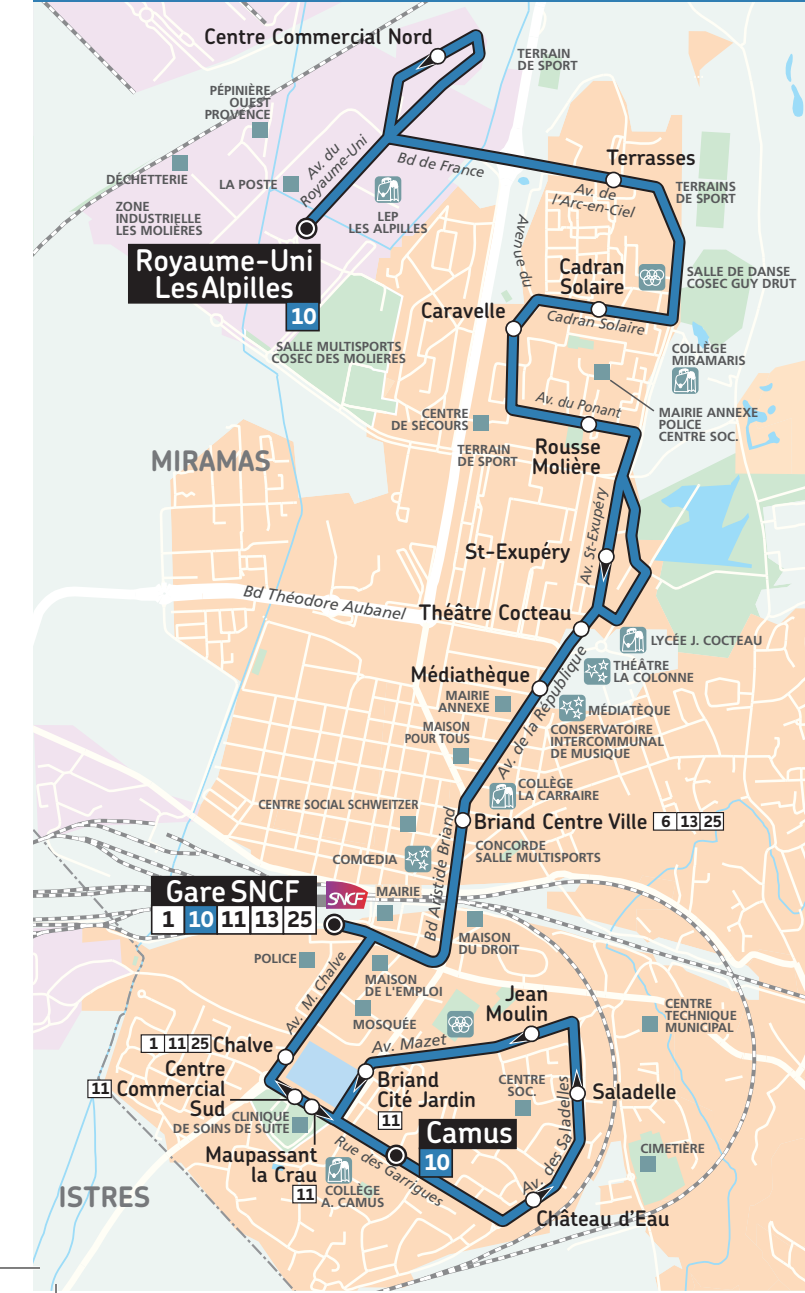 Centre Commercial Nord
TERRAIN
DE SPORT
PÉPINIÈRE
OUEST
PROVENCE
DÉCHETTERIE
LA POSTE
Av. du
Royaume-Uni
Bd de France
LEP
LES ALPILLES
ZONE
INDUSTRIELLE
LES MOLIÈRES
Terrasses
Av. de
l'Arc-en-Ciel
TERRAINS
DE SPORT
Avenue du
Royaume-Uni
Les Alpilles
10
Cadran
Solaire
SALLE DE DANSE
COSEC GUY DRUT
Caravelle
Cadran Solaire
SALLE MULTISPORTS
COSEC DES MOLIERES
COLLÈGE
MIRAMARIS
Av. du Ponant
MAIRIE ANNEXE
POLICE
CENTRE SOC.
CENTRE
DE SECOURS
TERRAIN
DE SPORT
Rousse
Molière
MIRAMAS
Av. St-Exupéry
St-Exupéry
Bd Théodore Aubanel
Théâtre Cocteau
LYCÉE J. COCTEAU
THÉÂTRE
LA COLONNE
Médiathèque
MAIRIE
ANNEXE
MÉDIATÈQUE
MAISON
POUR TOUS
Av. de la République
CONSERVATOIRE
INTERCOMMUNAL
DE MUSIQUE
COLLÈGE
LA CARRAIRE
CENTRE SOCIAL SCHWEITZER
Briand Centre Ville 6 13 25
Bd Aristide Briand
CONCORDE
SALLE MULTISPORTS
COMŒDIA
Gare SNCF
1 10 11 13 25
SNCF
MAIRIE
MAISON
DU DROIT
POLICE
Av. M. Chalve
MAISON
DE L'EMPLOI
MOSQUÉE
Jean
Moulin
CENTRE
TECHNIQUE
MUNICIPAL
1 11 25 Chalve
Av. Mazet
Centre
11 Commercial
Sud
Briand
Cité Jardin
11
CENTRE
SOC.
Saladelle
CLINIQUE
DE SOINS DE SUITE
Camus
10
Av. des Saladelles
Maupassant
la Crau
11
Rue des Garrigues
CIMETIÈRE
COLLÈGE
A. CAMUS
ISTRES
Château d'Eau